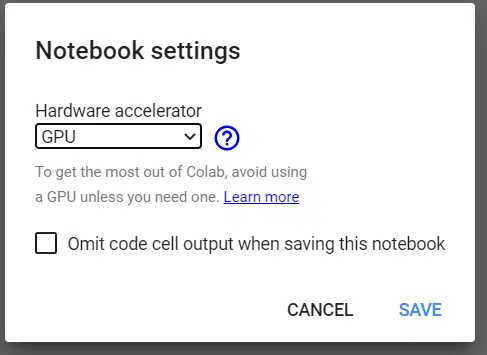 Notebook settings
Hardware accelerator
GPU
?
To get the most out of Colab, avoid using
a GPU unless you need one. Learn more
Omit code cell output when saving this notebook
CANCEL SAVE